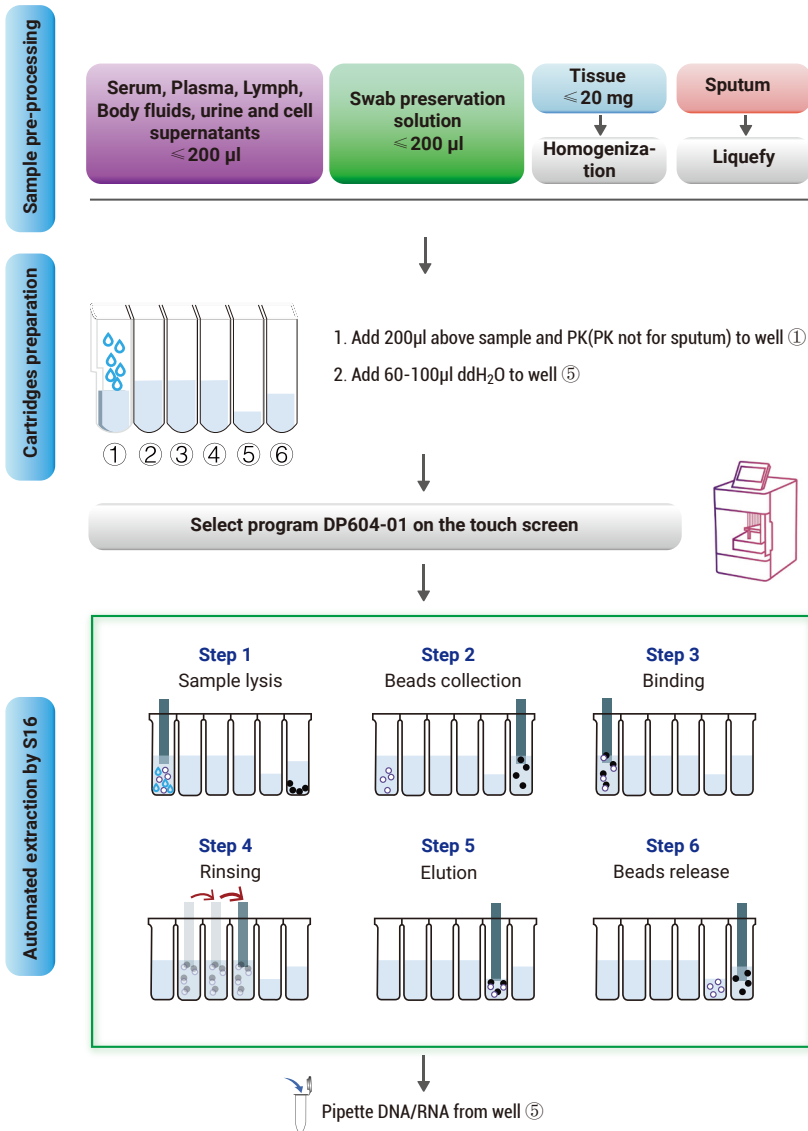 Sample pre-processing
Serum, Plasma, Lymph,
Body fluids, urine and cell
supernatants
≤200 µl
Swab preservation
solution
≤200 µl
Tissue
≤20 mg
Homogeniza-
tion
Sputum
Liquefy
Cartridges preparation
① ② ③ ④ ⑤ ⑥
1. Add 200µl above sample and PK(PK not for sputum) to well ①
2. Add 60-100µl ddH₂O to well ⑤
Select program DP604-01 on the touch screen
Automated extraction by S16
Step 1
Sample lysis
Step 2
Beads collection
Step 3
Binding
Step 4
Rinsing
Step 5
Elution
Step 6
Beads release
Pipette DNA/RNA from well ⑤